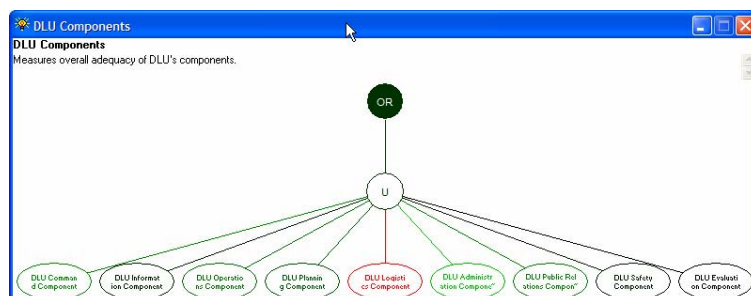 DLU Components
DLU Components
Measures overall adequacy of DLU's components.
OR
U
DLU Comman
d Component
DLU Informat
ion Component
DLU Operatio
ns Component
DLU Plannin
g Component
DLU Logisti
cs Component
DLU Administr
ation Compone"
DLU Public Rel
ations Compon"
DLU Safety
Component
DLU Evaluati
on Component